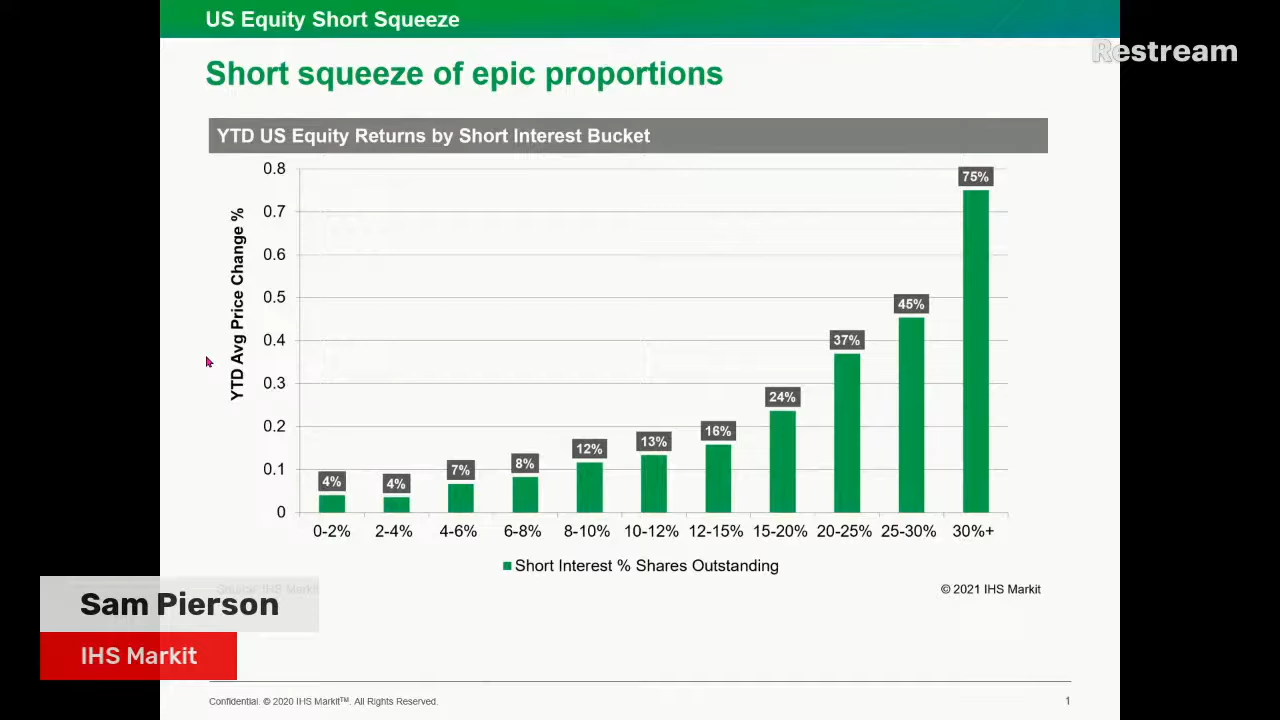 US Equity Short Squeeze
Restream
Short squeeze of epic proportions
YTD US Equity Returns by Short Interest Bucket
YTD Avg Price Change %
0.8
0.7
0.6
0.5
0.4
0.3
0.2
0.1
0
4%
4%
7%
8%
12%
13%
16%
24%
37%
45%
75%
0-2%
2-4%
4-6%
6-8%
8-10%
10-12%
12-15%
15-20%
20-25%
25-30%
30%+
Short Interest % Shares Outstanding
Source: IHS Markit
© 2021 IHS Markit
Sam Pierson
IHS Markit
Confidential. © 2020 IHS Markit™. All Rights Reserved.
1